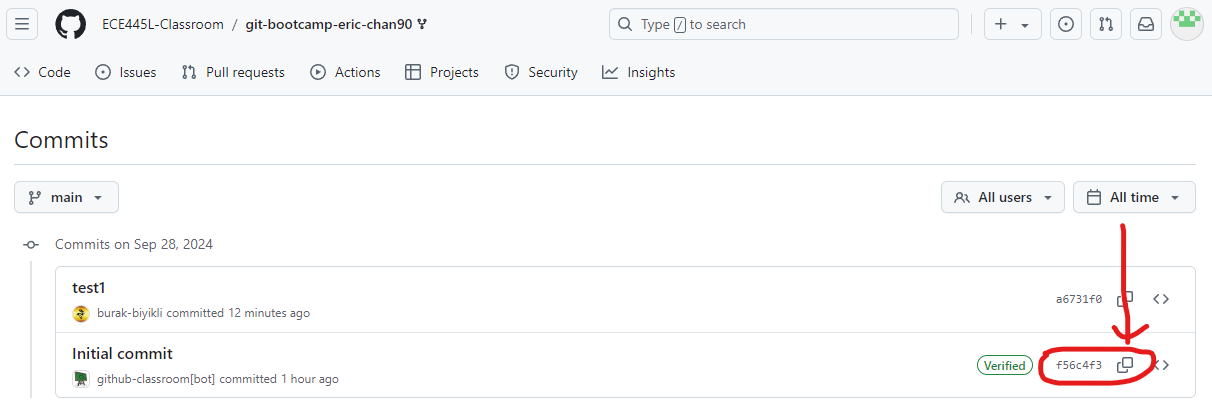 ECE445L-Classroom / git-bootcamp-eric-chan90
Type / to search
Code Issues Pull requests Actions Projects Security Insights
Commits
main
All users All time
Commits on Sep 28, 2024
test1
burak-biyikli committed 12 minutes ago
a6731f0
Initial commit
github-classroom[bot] committed 1 hour ago
Verified f56c4f3